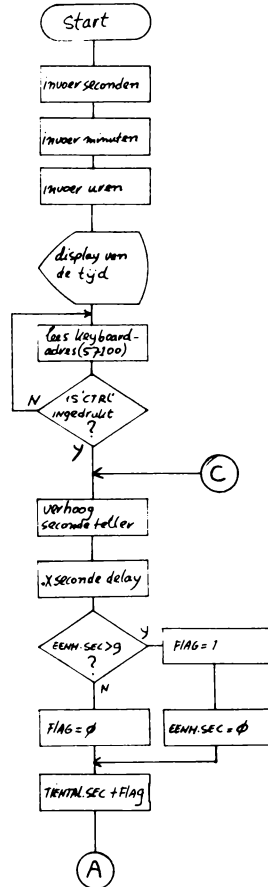 Start
invoer seconden
invoer minuten
invoer uren
display van
de tijd
lees keyboard-
adres (57100)
N
IS 'CTRL'
ingedrukt
?
Y
C
verhoog
seconde teller
.X seconde delay
EENH.SEC>9
?
Y
FLAG = 1
N
FLAG = ø
EENH.SEC = ø
TIENTAL.SEC + FLAG
A